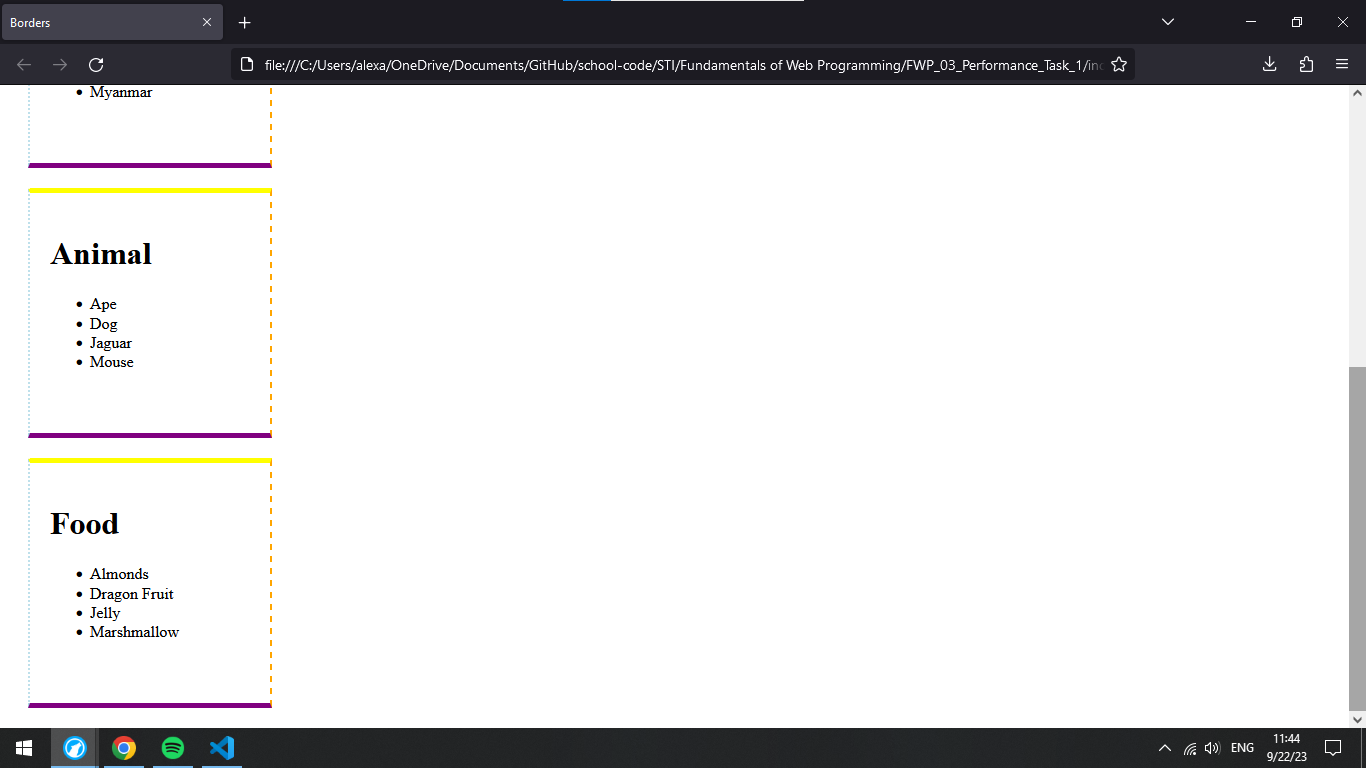 Borders
file:///C:/Users/alexa/OneDrive/Documents/GitHub/school-code/STI/Fundamentals of Web Programming/FWP_03_Performance_Task_1/inc
Myanmar
Animal
Ape
Dog
Jaguar
Mouse
Food
Almonds
Dragon Fruit
Jelly
Marshmallow
ENG
11:44
9/22/23